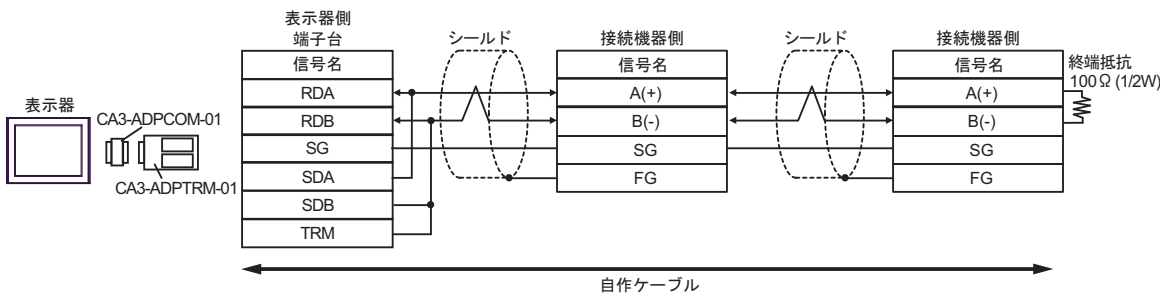 表示器
CA3-ADPCOM-01
CA3-ADPTRM-01
表示器側
端子台
信号名
RDA
RDB
SG
SDA
SDB
TRM
シールド
接続機器側
信号名
A(+)
B(-)
SG
FG
シールド
接続機器側
信号名
A(+)
B(-)
SG
FG
終端抵抗
100Ω (1/2W)
自作ケーブル